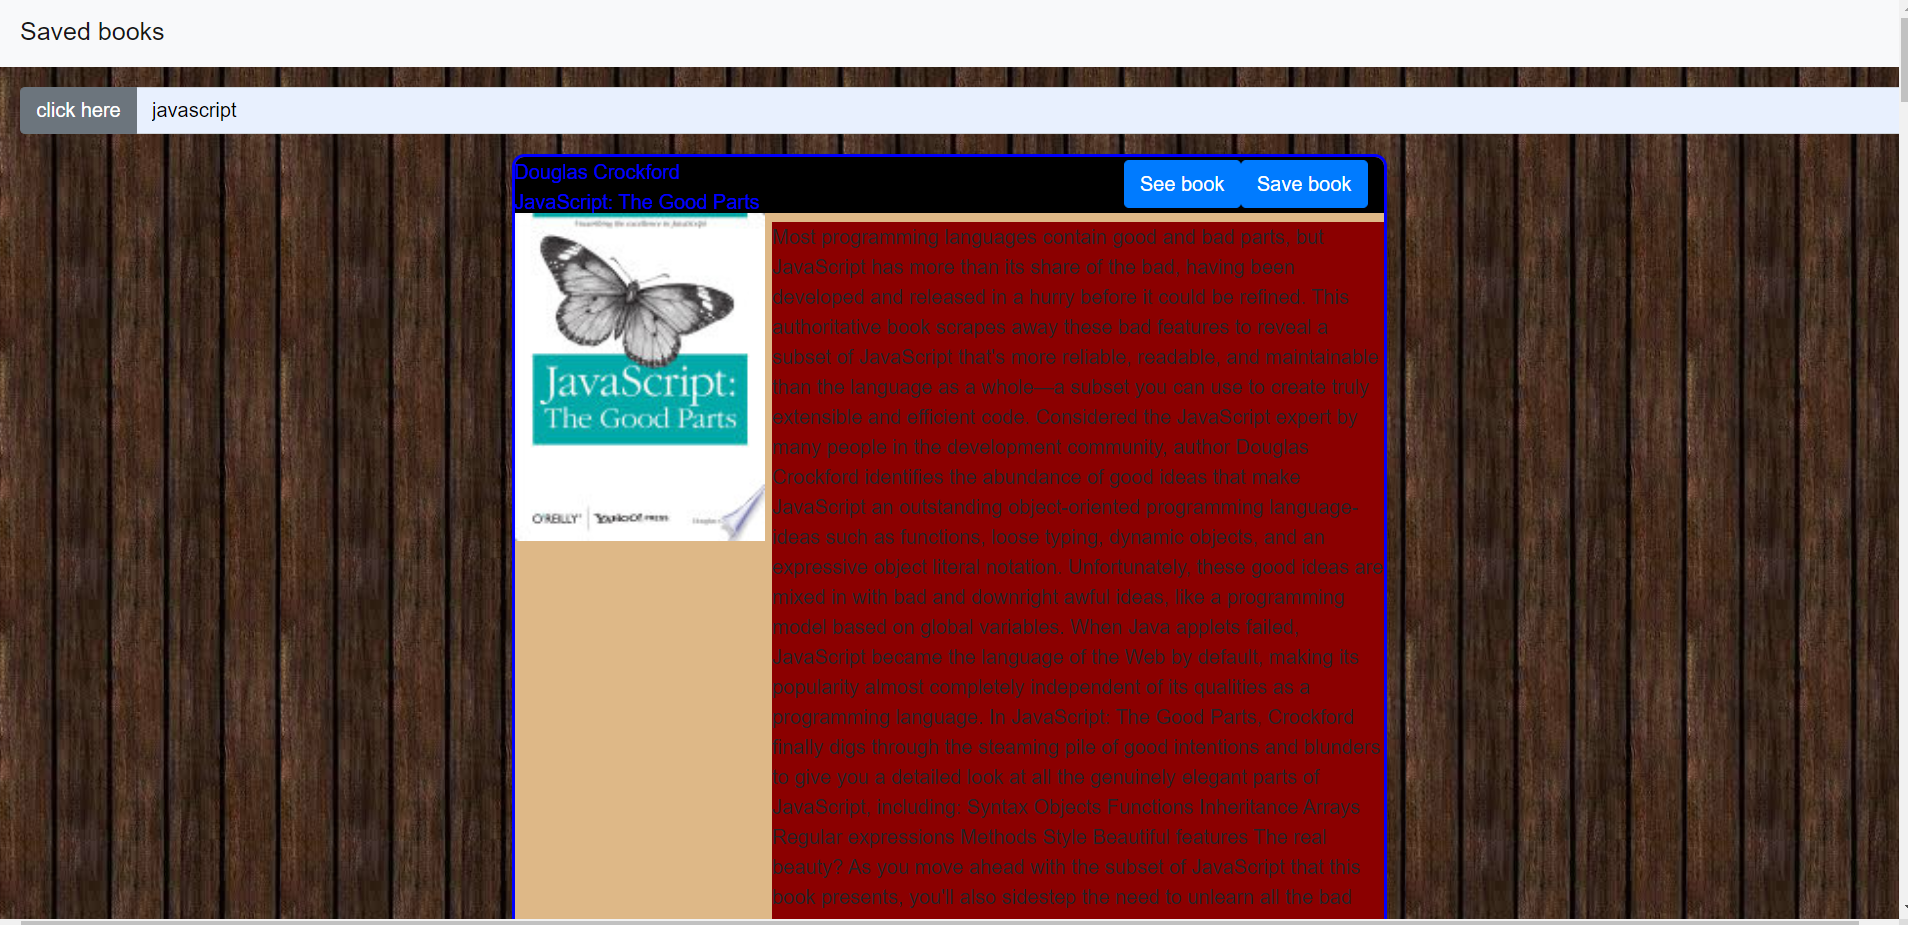 Saved books
click here
javascript
Douglas Crockford
JavaScript: The Good Parts
See book
Save book
Unearthing the excellence in JavaScript
JavaScript:
The Good Parts
O'REILLY®
YAHOO! PRESS
Most programming languages contain good and bad parts, but
JavaScript has more than its share of the bad, having been
developed and released in a hurry before it could be refined. This
authoritative book scrapes away these bad features to reveal a
subset of JavaScript that's more reliable, readable, and maintainable
than the language as a whole—a subset you can use to create truly
extensible and efficient code. Considered the JavaScript expert by
many people in the development community, author Douglas
Crockford identifies the abundance of good ideas that make
JavaScript an outstanding object-oriented programming language-
ideas such as functions, loose typing, dynamic objects, and an
expressive object literal notation. Unfortunately, these good ideas are
mixed in with bad and downright awful ideas, like a programming
model based on global variables. When Java applets failed,
JavaScript became the language of the Web by default, making its
popularity almost completely independent of its qualities as a
programming language. In JavaScript: The Good Parts, Crockford
finally digs through the steaming pile of good intentions and blunders
to give you a detailed look at all the genuinely elegant parts of
JavaScript, including: Syntax Objects Functions Inheritance Arrays
Regular expressions Methods Style Beautiful features The real
beauty? As you move ahead with the subset of JavaScript that this
book presents, you'll also sidestep the need to unlearn all the bad